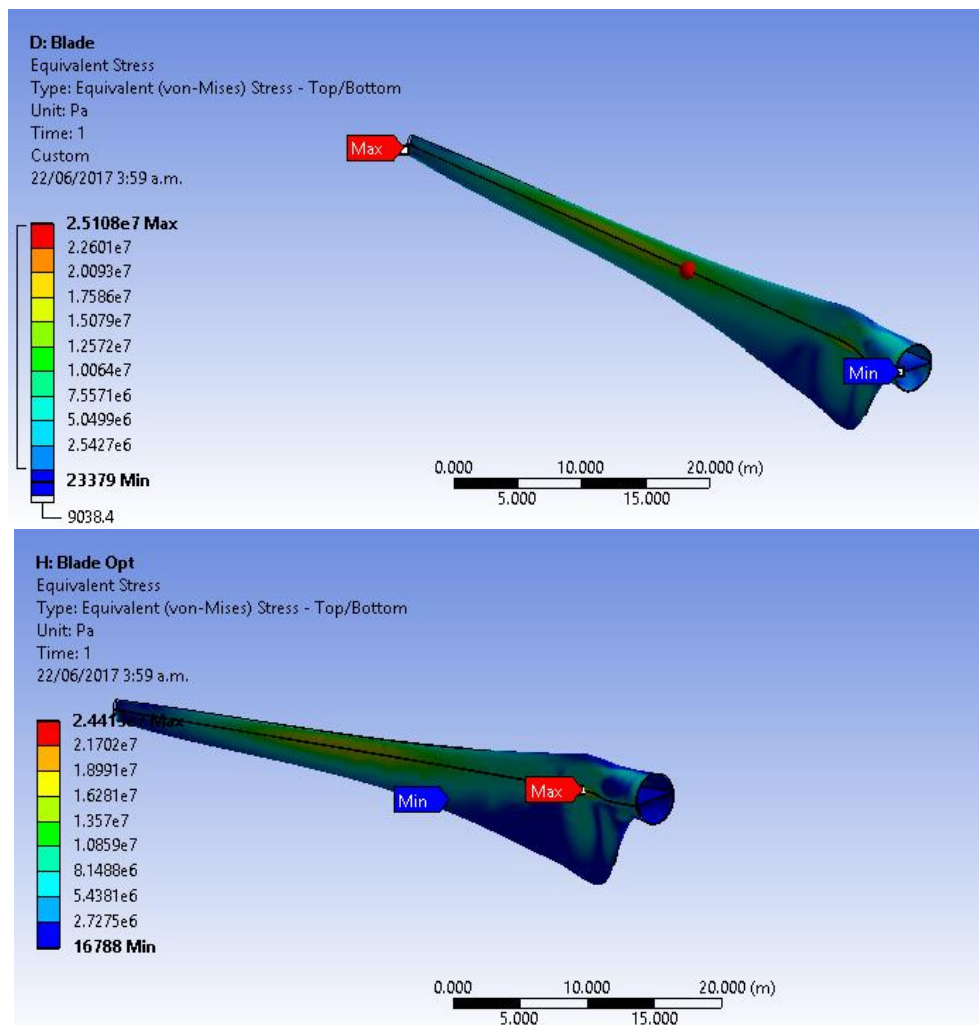 D: Blade
Equivalent Stress
Type: Equivalent (von-Mises) Stress - Top/Bottom
Unit: Pa
Time: 1
Custom
22/06/2017 3:59 a.m.
Max
2.5108e7 Max
2.2601e7
2.0093e7
1.7586e7
1.5079e7
1.2572e7
1.0064e7
7.5571e6
5.0499e6
2.5427e6
23379 Min
9038.4
Min
0.000 10.000 20.000 (m)
5.000 15.000
H: Blade Opt
Equivalent Stress
Type: Equivalent (von-Mises) Stress - Top/Bottom
Unit: Pa
Time: 1
22/06/2017 3:59 a.m.
Max
2.1702e7
1.8991e7
1.6281e7
1.357e7
1.0859e7
8.1488e6
5.4381e6
2.7275e6
16788 Min
Min
Max
0.000 10.000 20.000 (m)
5.000 15.000